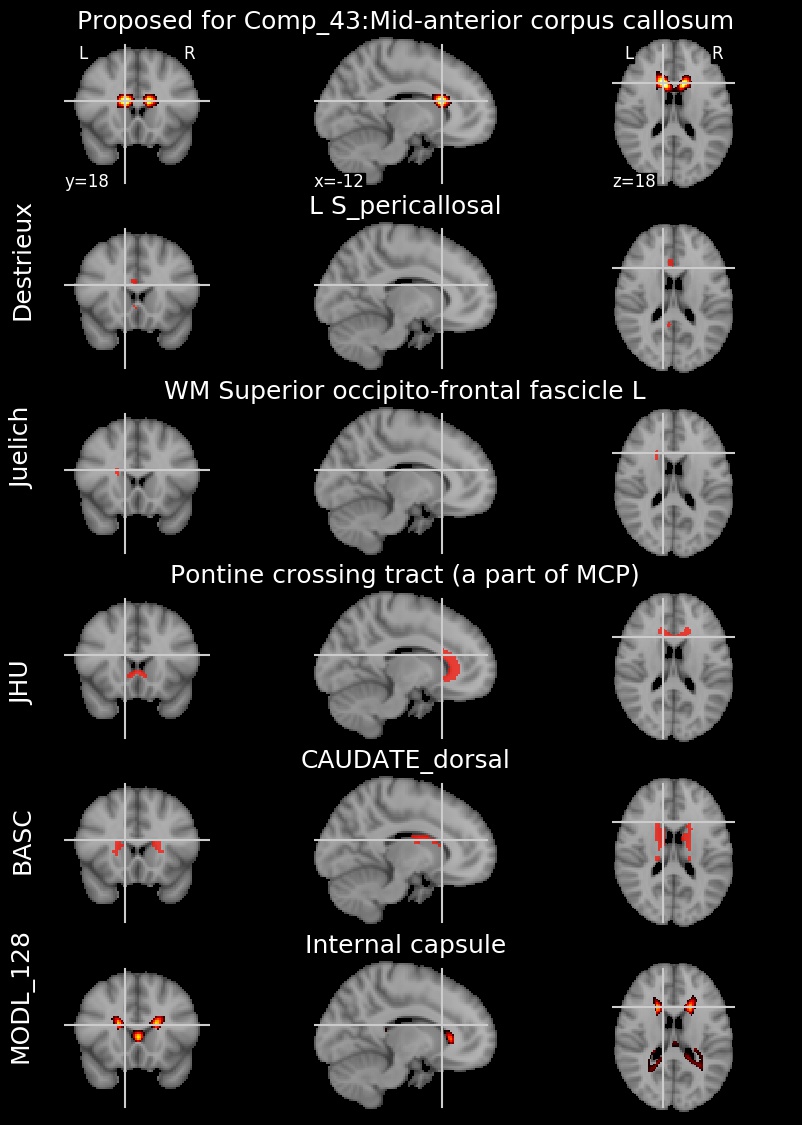 Proposed for Comp_43:Mid-anterior corpus callosum
L R
L R
y=18
x=-12
z=18
Destrieux
L S_pericallosal
Juelich
WM Superior occipito-frontal fascicle L
JHU
Pontine crossing tract (a part of MCP)
BASC
CAUDATE_dorsal
MODL_128
Internal capsule